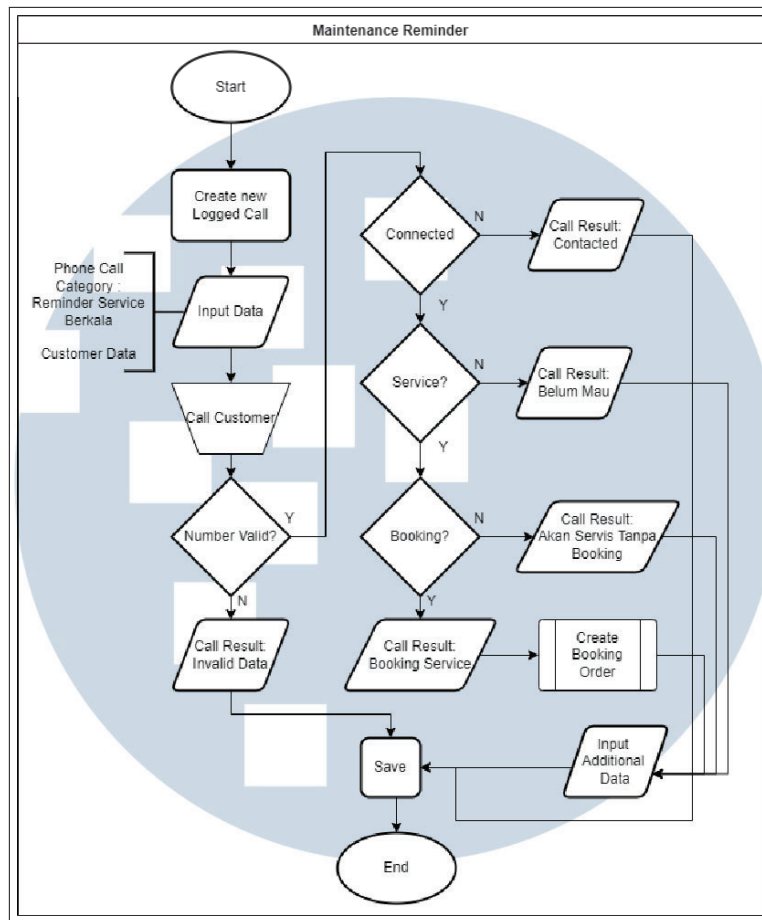 Maintenance Reminder
Start
Create new
Logged Call
Phone Call
Category :
Reminder Service
Berkala
Customer Data
Input Data
Call Customer
Number Valid?
Y
N
Call Result:
Invalid Data
Connected
N
Call Result:
Contacted
Y
Service?
N
Call Result:
Belum Mau
Y
Booking?
N
Call Result:
Akan Servis Tanpa
Booking
Y
Call Result:
Booking Service
Create
Booking
Order
Input
Additional
Data
Save
End